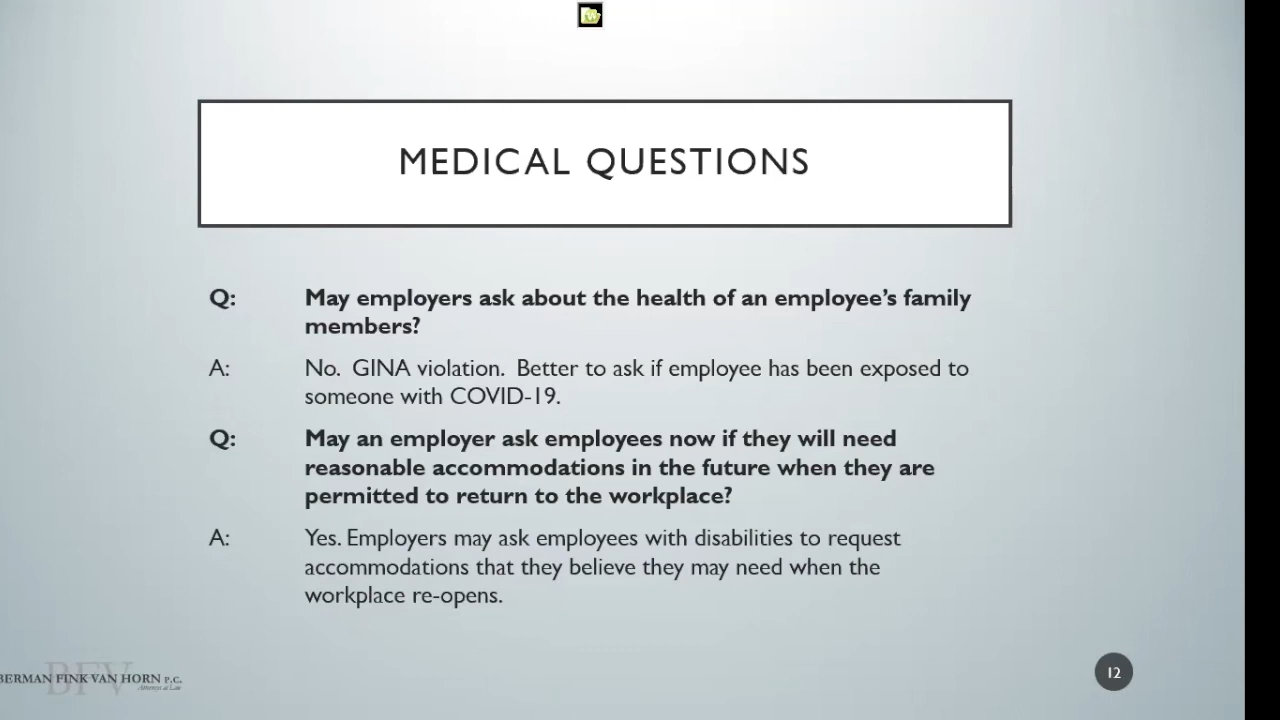 MEDICAL QUESTIONS
Q: May employers ask about the health of an employee’s family
members?
A: No. GINA violation. Better to ask if employee has been exposed to
someone with COVID-19.
Q: May an employer ask employees now if they will need
reasonable accommodations in the future when they are
permitted to return to the workplace?
A: Yes. Employers may ask employees with disabilities to request
accommodations that they believe they may need when the
workplace re-opens.
BFV
BERMAN FINK VAN HORN P.C.
Attorneys at Law
12